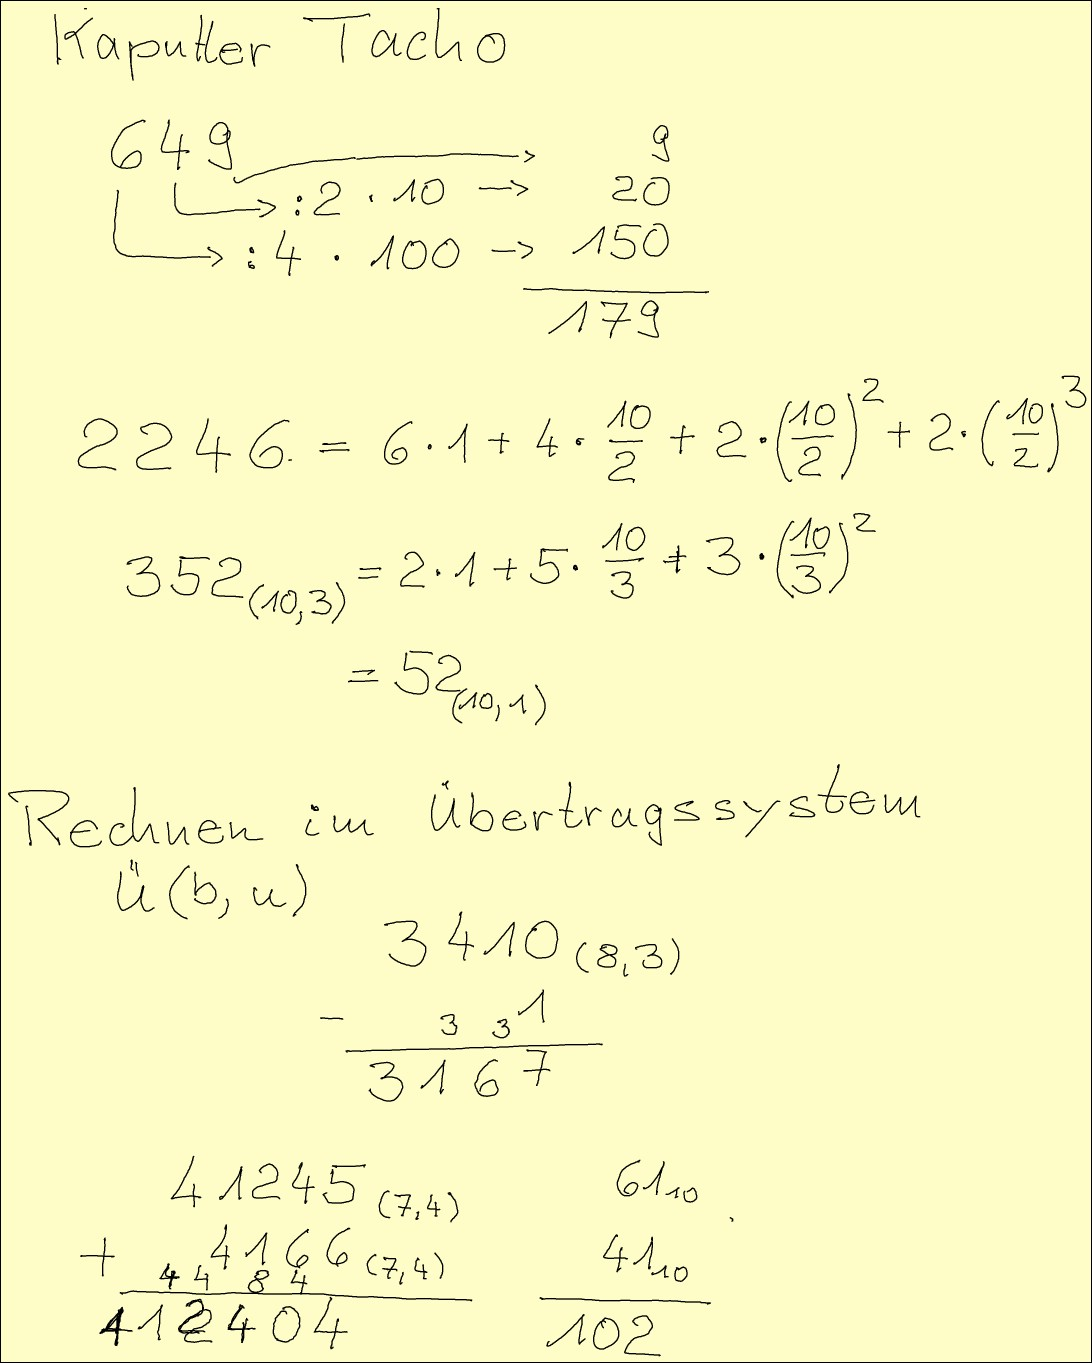 Kaputter Tacho
649 → 9
:2 · 10 → 20
:4 · 100 → 150
179
2246 = 6·1 + 4·10/2 + 2·(10/2)² + 2·(10/2)³
352(10,3) = 2·1 + 5·10/3 + 3·(10/3)²
= 52(10,1)
Rechnen im Übertragssystem
Ü(b, u)
3410(8,3)
- 3 3 1
3167
41245(7,4)
+ 4166(7,4)
4 4 8 4
412404
61₁₀
41₁₀
102